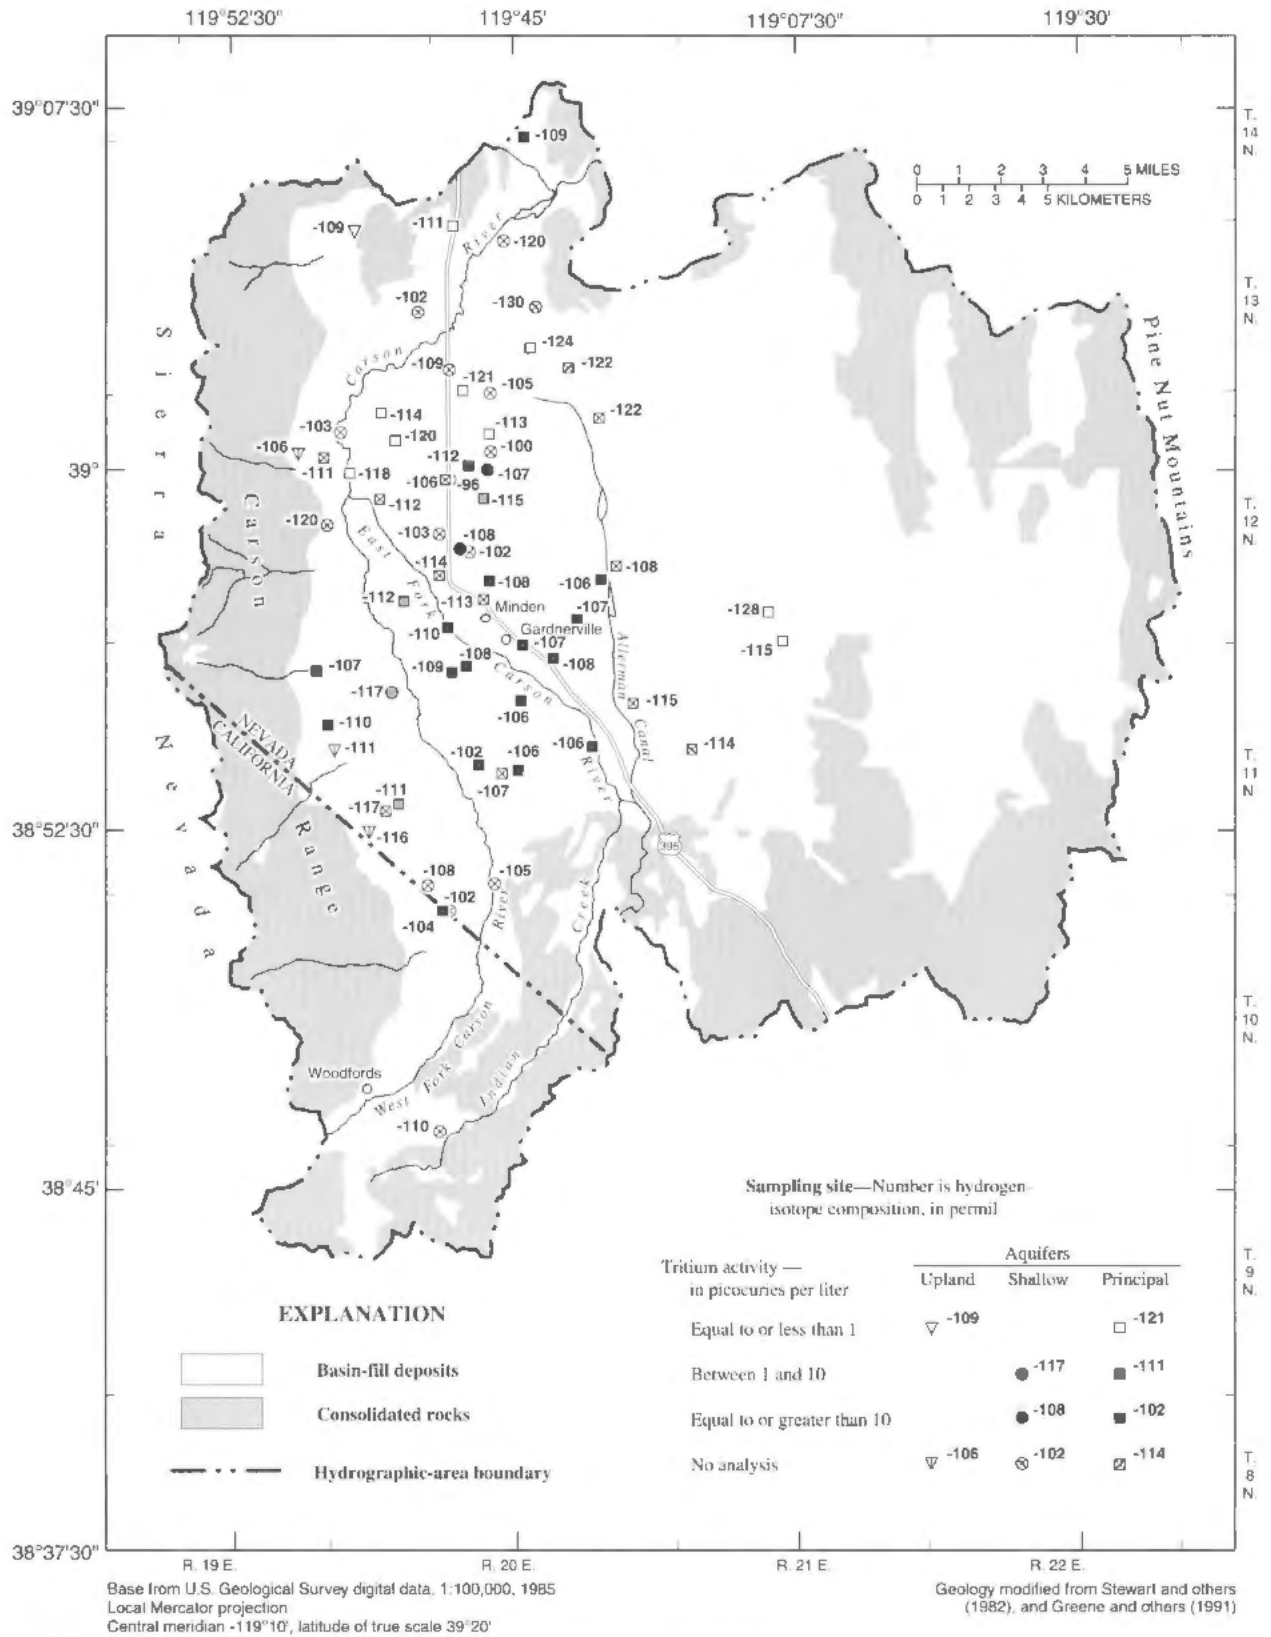 119°52'30" 119°45' 119°07'30" 119°30'
39°07'30"
T. 14 N.
-109
0 1 2 3 4 5 MILES
0 1 2 3 4 5 KILOMETERS
-109
-111
River
-120
T. 13 N.
-102
-130
Sierra
Pine Nut Mountains
Carson
-124
-109
-122
-121
-105
-114
-122
-103
-113
-120
-100
-106
-112
39°
-111
-118
-107
-106
-96
-112
-115
Carson
T. 12 N.
-120
East
-103
-108
-102
-114
-108
Fork
-108
-106
-112
-113
Minden
-107
-128
-110
Gardnerville
-107
Allerman
-115
-108
-108
-107
-109
Carson
-117
-115
-106
Canal
-110
NEVADA
CALIFORNIA
Nevada
-111
-106
-114
-102
-106
River
T. 11 N.
-107
-111
-117
Range
38°52'30"
-116
395
-108
-105
-102
River
Creek
-104
T. 10 N.
Woodfords
West Fork Carson
Indian
-110
38°45'
Sampling site—Number is hydrogen-
isotope composition, in permil
T. 9 N.
Aquifers
Tritium activity —
in picocuries per liter
Upland Shallow Principal
EXPLANATION
Equal to or less than 1 -109 -121
Basin-fill deposits
Between 1 and 10 -117 -111
Consolidated rocks
Equal to or greater than 10 -108 -102
Hydrographic-area boundary
No analysis -106 -102 -114
T. 8 N.
38°37'30"
R. 19 E. R. 20 E. R. 21 E. R. 22 E.
Base from U.S. Geological Survey digital data, 1:100,000, 1985
Local Mercator projection
Central meridian -119°10', latitude of true scale 39°20'
Geology modified from Stewart and others
(1982), and Greene and others (1991)